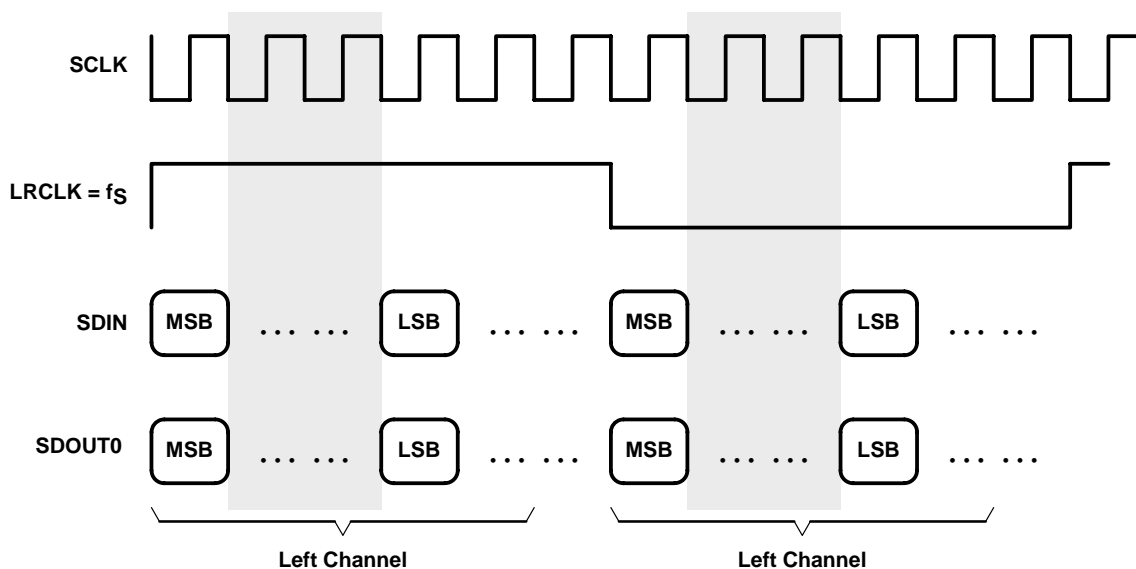 SCLK
LRCLK = fS
SDIN MSB ... ... LSB ... ... MSB ... ... LSB ... ...
SDOUT0 MSB ... ... LSB ... ... MSB ... ... LSB ... ...
Left Channel Left Channel